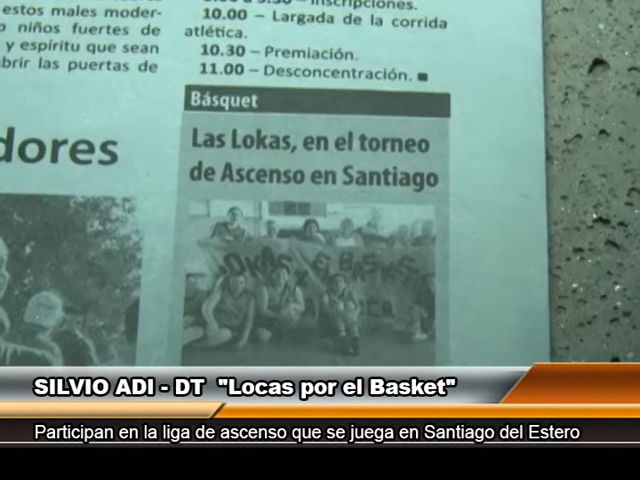 estos males moder-
niños fuertes de
y espíritu que sean
brir las puertas de
inscripciones.
10.00 – Largada de la corrida
atlética.
10.30 – Premiación.
11.00 – Desconcentración.
dores
Básquet
Las Lokas, en el torneo
de Ascenso en Santiago
SILVIO ADI - DT "Locas por el Basket"
Participan en la liga de ascenso que se juega en Santiago del Estero